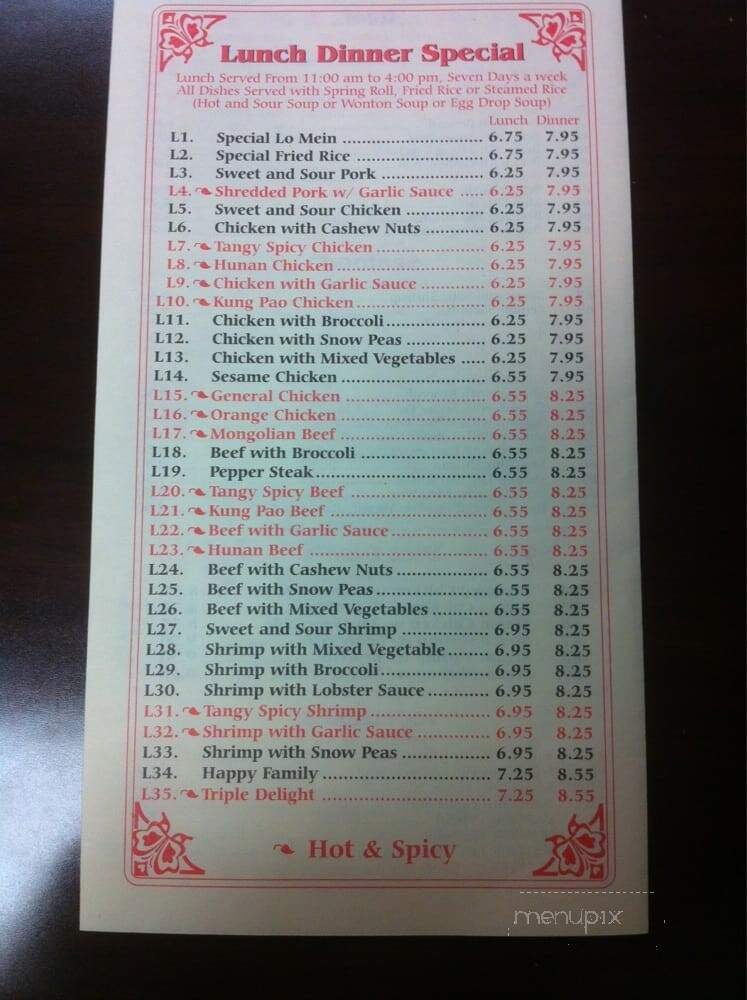 Lunch Dinner Special
Lunch Served From 11:00 am to 4:00 pm, Seven Days a week
All Dishes Served with Spring Roll, Fried Rice or Steamed Rice
(Hot and Sour Soup or Wonton Soup or Egg Drop Soup)
Lunch Dinner
L1. Special Lo Mein 6.75 7.95
L2. Special Fried Rice 6.75 7.95
L3. Sweet and Sour Pork 6.25 7.95
L4. Shredded Pork w/ Garlic Sauce 6.25 7.95
L5. Sweet and Sour Chicken 6.25 7.95
L6. Chicken with Cashew Nuts 6.25 7.95
L7. Tangy Spicy Chicken 6.25 7.95
L8. Hunan Chicken 6.25 7.95
L9. Chicken with Garlic Sauce 6.25 7.95
L10. Kung Pao Chicken 6.25 7.95
L11. Chicken with Broccoli 6.25 7.95
L12. Chicken with Snow Peas 6.25 7.95
L13. Chicken with Mixed Vegetables 6.25 7.95
L14. Sesame Chicken 6.55 7.95
L15. General Chicken 6.55 8.25
L16. Orange Chicken 6.55 8.25
L17. Mongolian Beef 6.55 8.25
L18. Beef with Broccoli 6.55 8.25
L19. Pepper Steak 6.55 8.25
L20. Tangy Spicy Beef 6.55 8.25
L21. Kung Pao Beef 6.55 8.25
L22. Beef with Garlic Sauce 6.55 8.25
L23. Hunan Beef 6.55 8.25
L24. Beef with Cashew Nuts 6.55 8.25
L25. Beef with Snow Peas 6.55 8.25
L26. Beef with Mixed Vegetables 6.55 8.25
L27. Sweet and Sour Shrimp 6.95 8.25
L28. Shrimp with Mixed Vegetable 6.95 8.25
L29. Shrimp with Broccoli 6.95 8.25
L30. Shrimp with Lobster Sauce 6.95 8.25
L31. Tangy Spicy Shrimp 6.95 8.25
L32. Shrimp with Garlic Sauce 6.95 8.25
L33. Shrimp with Snow Peas 6.95 8.25
L34. Happy Family 7.25 8.55
L35. Triple Delight 7.25 8.55
Hot & Spicy
menupix